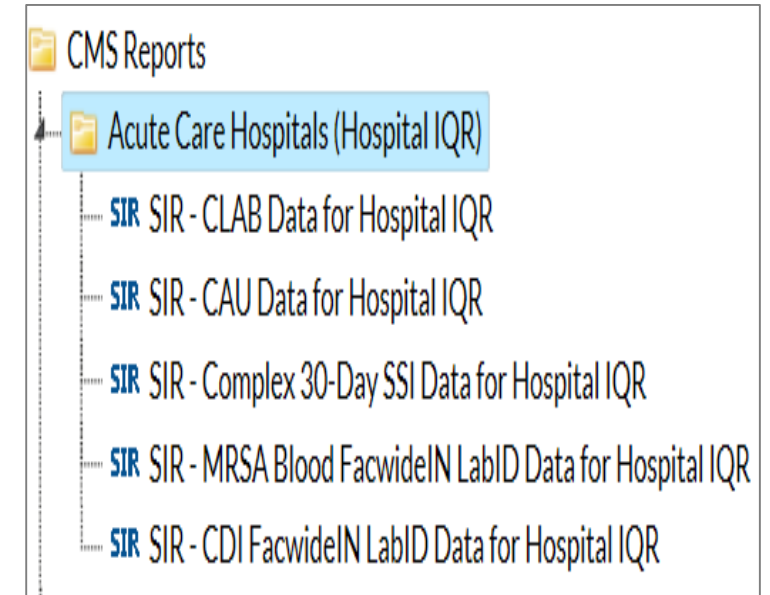 CMS Reports
Acute Care Hospitals (Hospital IQR)
SIR SIR - CLAB Data for Hospital IQR
SIR SIR - CAU Data for Hospital IQR
SIR SIR - Complex 30-Day SSI Data for Hospital IQR
SIR SIR - MRSA Blood FacwideIN LabID Data for Hospital IQR
SIR SIR - CDI FacwideIN LabID Data for Hospital IQR